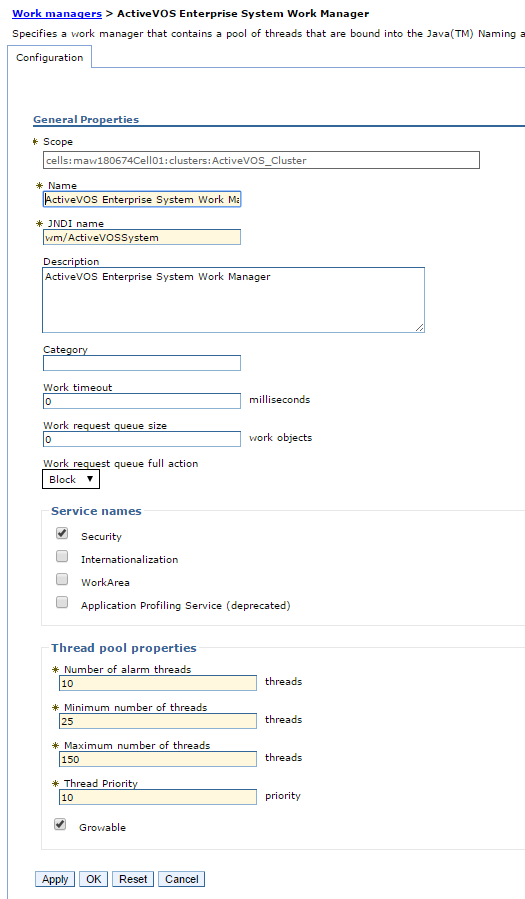 Work managers > ActiveVOS Enterprise System Work Manager
Specifies a work manager that contains a pool of threads that are bound into the Java(TM) Naming a
Configuration
General Properties
* Scope
cells:maw180674Cell01:clusters:ActiveVOS_Cluster
* Name
ActiveVOS Enterprise System Work Ma
* JNDI name
wm/ActiveVOSSystem
Description
ActiveVOS Enterprise System Work Manager
Category
Work timeout
0 milliseconds
Work request queue size
0 work objects
Work request queue full action
Block
Service names
Security
Internationalization
WorkArea
Application Profiling Service (deprecated)
Thread pool properties
* Number of alarm threads
10 threads
* Minimum number of threads
25 threads
* Maximum number of threads
150 threads
* Thread Priority
10 priority
Growable
Apply OK Reset Cancel